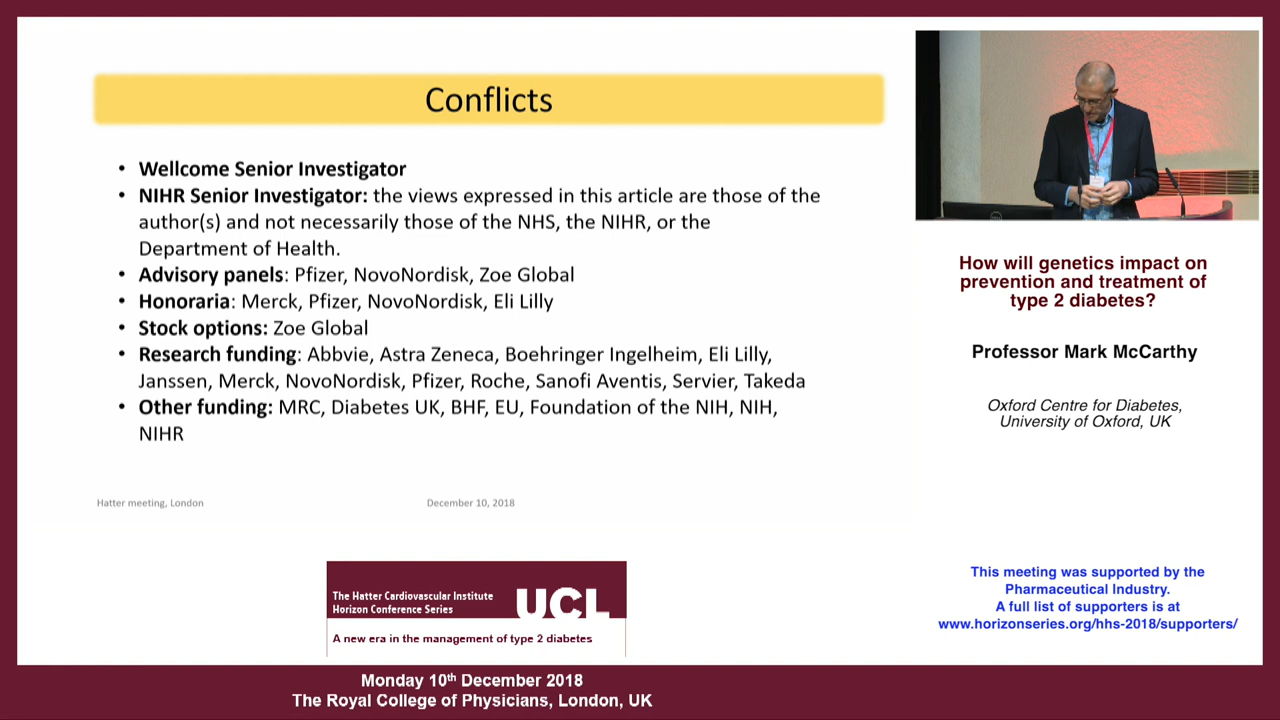 Conflicts
• Wellcome Senior Investigator
• NIHR Senior Investigator: the views expressed in this article are those of the
author(s) and not necessarily those of the NHS, the NIHR, or the
Department of Health.
• Advisory panels: Pfizer, NovoNordisk, Zoe Global
• Honoraria: Merck, Pfizer, NovoNordisk, Eli Lilly
• Stock options: Zoe Global
• Research funding: Abbvie, Astra Zeneca, Boehringer Ingelheim, Eli Lilly,
Janssen, Merck, NovoNordisk, Pfizer, Roche, Sanofi Aventis, Servier, Takeda
• Other funding: MRC, Diabetes UK, BHF, EU, Foundation of the NIH, NIH,
NIHR
Hatter meeting, London
December 10, 2018
How will genetics impact on
prevention and treatment of
type 2 diabetes?
Professor Mark McCarthy
Oxford Centre for Diabetes,
University of Oxford, UK
This meeting was supported by the
Pharmaceutical Industry.
A full list of supporters is at
www.horizonseries.org/hhs-2018/supporters/
The Hatter Cardiovascular Institute
Horizon Conference Series
UCL
A new era in the management of type 2 diabetes
Monday 10th December 2018
The Royal College of Physicians, London, UK